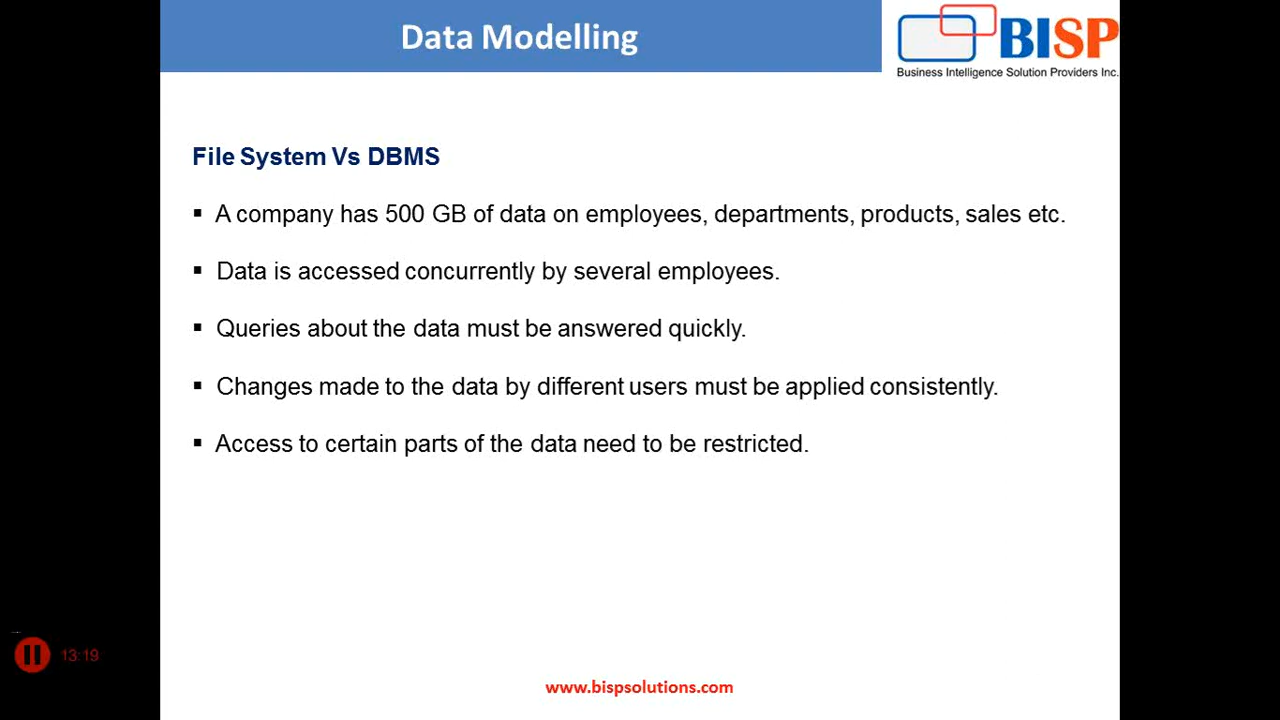 Data Modelling
BISP
Business Intelligence Solution Providers Inc.
File System Vs DBMS
▪ A company has 500 GB of data on employees, departments, products, sales etc.
▪ Data is accessed concurrently by several employees.
▪ Queries about the data must be answered quickly.
▪ Changes made to the data by different users must be applied consistently.
▪ Access to certain parts of the data need to be restricted.
13:19
www.bispsolutions.com